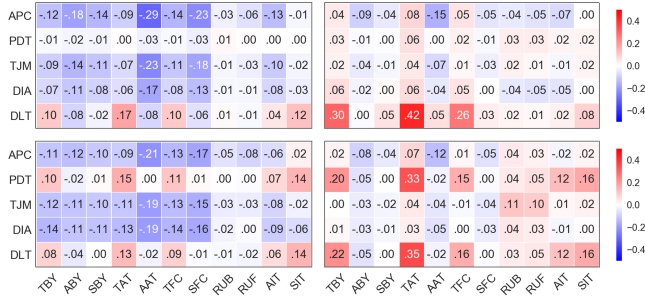 APC -.12 -.18 -.14 -.09 -.29 -.14 -.23 -.03 -.06 -.13 -.01 .04 -.09 -.04 .08 -.15 .05 -.04 -.04 -.05 -.07 .00 0.4
PDT -.01 -.02 -.01 .00 -.03 -.01 -.02 .01 .00 -.01 .00 .03 -.01 .00 .06 .00 .02 -.01 .03 .03 .02 .02 0.2
TJM -.09 -.14 -.11 -.07 -.23 -.11 -.18 -.01 -.03 -.10 -.02 .02 -.04 -.01 .04 -.07 .01 -.03 .02 .01 -.01 .01 0.0
DIA -.07 -.11 -.08 -.06 -.17 -.08 -.13 -.01 -.01 -.08 -.03 .06 -.02 .00 .06 -.02 .05 .00 -.04 -.04 -.05 .00 -0.2
DLT .10 -.08 -.02 .17 -.08 .10 -.06 -.01 .01 .04 .12 .30 .00 .05 .42 .05 .26 .03 .02 .01 .02 .08 -0.4
APC -.11 -.12 -.10 -.09 -.21 -.13 -.17 -.05 -.08 -.06 .02 .02 -.08 -.04 .07 -.12 .01 -.05 .04 .03 -.02 .02 0.4
PDT .10 -.02 .01 .15 .00 .11 .01 -.00 .00 .07 .14 .20 -.05 .00 .33 -.02 .15 -.00 .04 .05 .12 .16 0.2
TJM -.12 -.11 -.10 -.11 -.19 -.13 -.15 -.03 -.03 -.08 -.02 .00 -.03 -.02 .04 -.04 -.01 -.04 .11 .10 .01 .02 0.0
DIA -.14 -.11 -.11 -.13 -.19 -.14 -.16 -.02 .00 -.09 -.06 .01 -.03 -.01 .03 -.05 -.00 -.03 .04 .05 -.01 .00 -0.2
DLT .08 -.04 .00 .13 -.02 .09 -.01 -.01 -.02 .06 .14 .22 -.05 .00 .35 -.02 .16 -.00 .04 .05 .12 .16 -0.4
TBY ABY SBY TAT AAT TFC SFC RUB RUF AIT SIT TBY ABY SBY TAT AAT TFC SFC RUB RUF AIT SIT